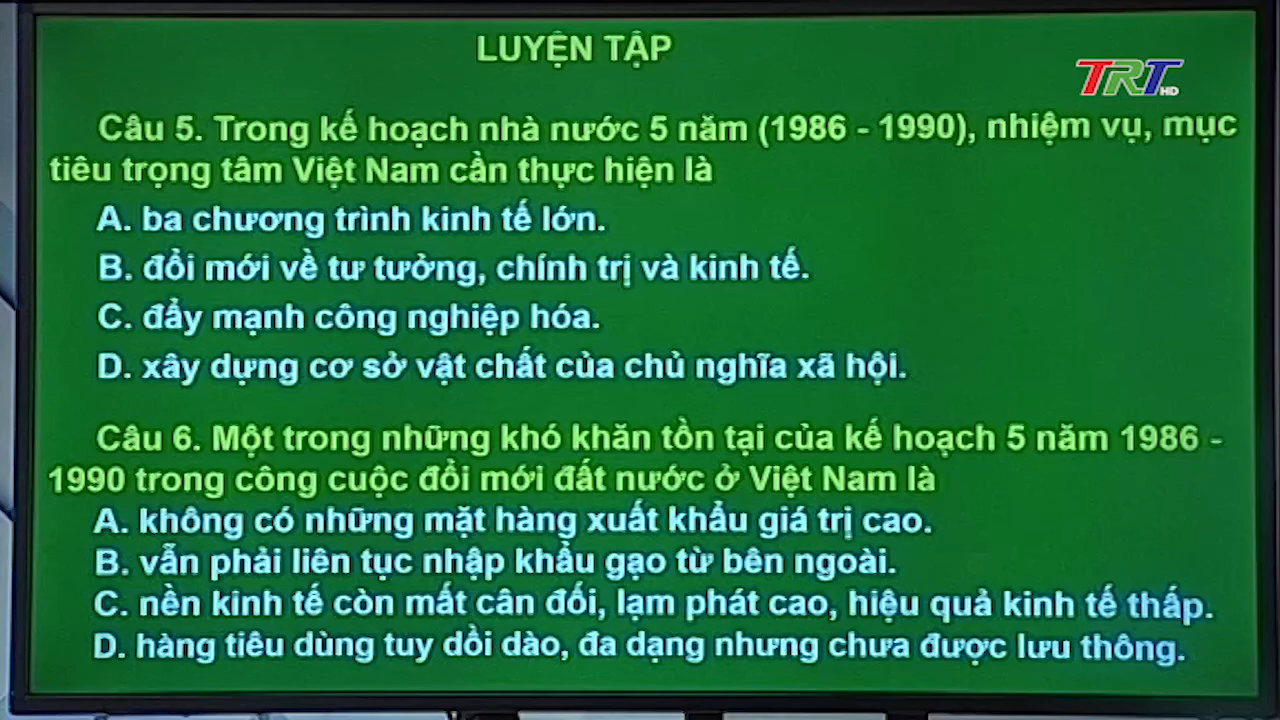 LUYỆN TẬP
TRT HD
Câu 5. Trong kế hoạch nhà nước 5 năm (1986 - 1990), nhiệm vụ, mục
tiêu trọng tâm Việt Nam cần thực hiện là
A. ba chương trình kinh tế lớn.
B. đổi mới về tư tưởng, chính trị và kinh tế.
C. đẩy mạnh công nghiệp hóa.
D. xây dựng cơ sở vật chất của chủ nghĩa xã hội.
Câu 6. Một trong những khó khăn tồn tại của kế hoạch 5 năm 1986 -
1990 trong công cuộc đổi mới đất nước ở Việt Nam là
A. không có những mặt hàng xuất khẩu giá trị cao.
B. vẫn phải liên tục nhập khẩu gạo từ bên ngoài.
C. nền kinh tế còn mất cân đối, lạm phát cao, hiệu quả kinh tế thấp.
D. hàng tiêu dùng tuy dồi dào, đa dạng nhưng chưa được lưu thông.